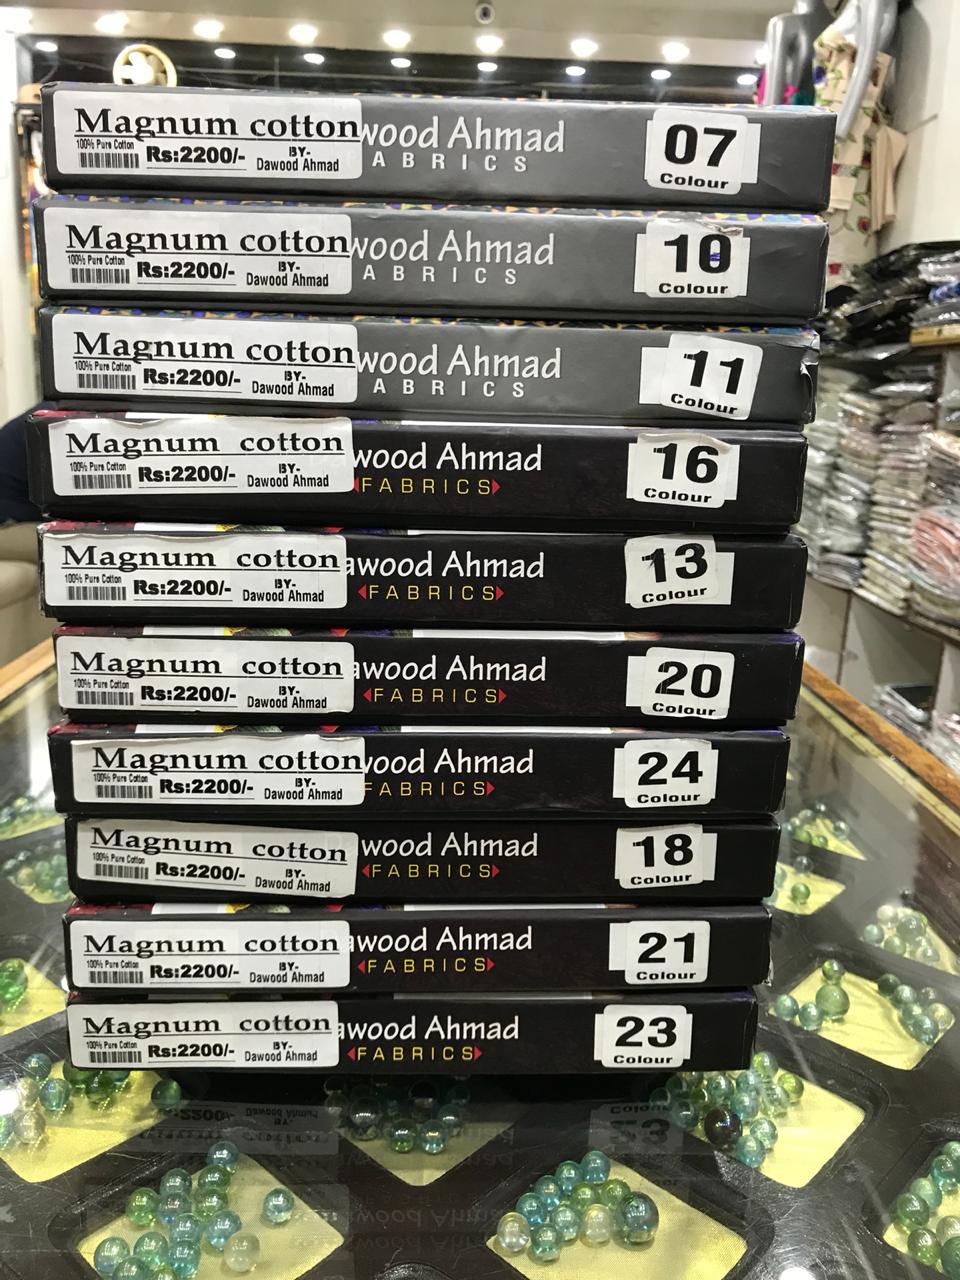 Magnum cotton
100% Pure Cotton
Rs:2200/-
BY-
Dawood Ahmad
wood Ahmad
ABRICS
07
Colour
Magnum cotton
100% Pure Cotton
Rs:2200/-
BY-
Dawood Ahmad
wood Ahmad
ABRICS
10
Colour
Magnum cotton
100% Pure Cotton
Rs:2200/-
BY-
Dawood Ahmad
wood Ahmad
ABRICS
11
Colour
Magnum cotton
100% Pure Cotton
Rs:2200/-
BY-
Dawood Ahmad
wood Ahmad
FABRICS
16
Colour
Magnum cotton
100% Pure Cotton
Rs:2200/-
BY-
Dawood Ahmad
awood Ahmad
FABRICS
13
Colour
Magnum cotton
100% Pure Cotton
Rs:2200/-
BY-
Dawood Ahmad
awood Ahmad
FABRICS
20
Colour
Magnum cotton
100% Pure Cotton
Rs:2200/-
BY-
Dawood Ahmad
wood Ahmad
FABRICS
24
Colour
Magnum cotton
100% Pure Cotton
Rs:2200/-
BY-
Dawood Ahmad
wood Ahmad
FABRICS
18
Colour
Magnum cotton
100% Pure Cotton
Rs:2200/-
BY-
Dawood Ahmad
awood Ahmad
FABRICS
21
Colour
Magnum cotton
100% Pure Cotton
Rs:2200/-
BY-
Dawood Ahmad
awood Ahmad
FABRICS
23
Colour